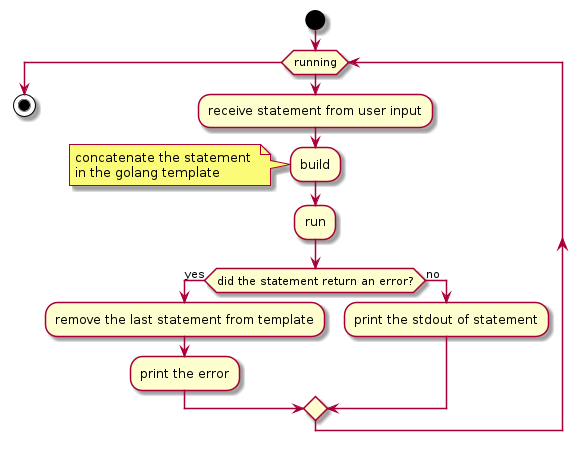 running
receive statement from user input
concatenate the statement
in the golang template
build
run
did the statement return an error?
yes
no
remove the last statement from template
print the stdout of statement
print the error